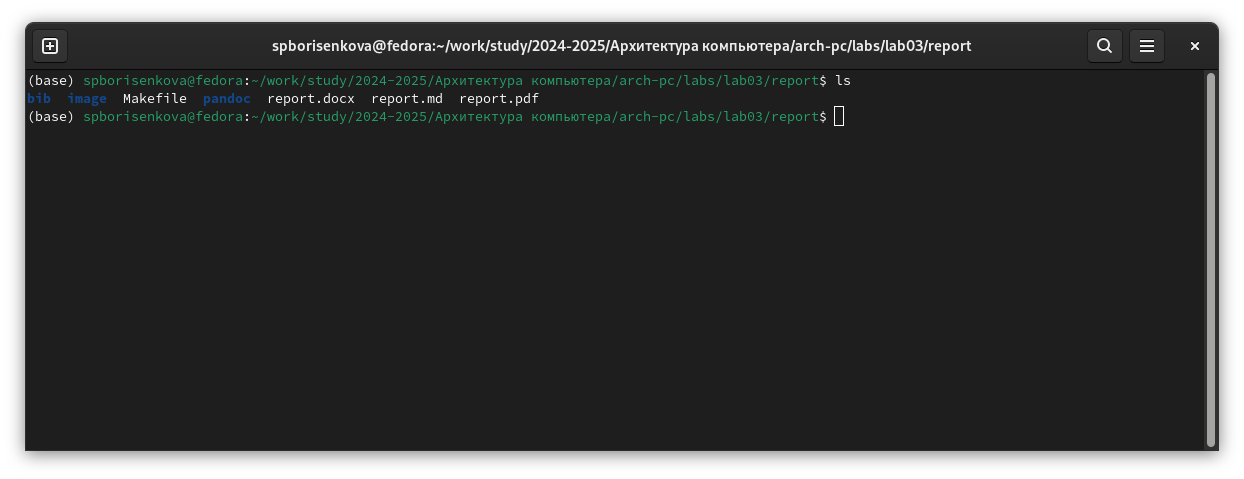 spborisenkova@fedora:~/work/study/2024-2025/Архитектура компьютера/arch-pc/labs/lab03/report
(base) spborisenkova@fedora:~/work/study/2024-2025/Архитектура компьютера/arch-pc/labs/lab03/report$ ls
bib  image  Makefile  pandoc  report.docx  report.md  report.pdf
(base) spborisenkova@fedora:~/work/study/2024-2025/Архитектура компьютера/arch-pc/labs/lab03/report$